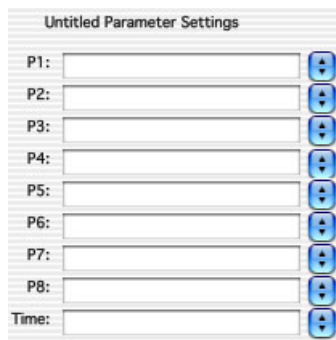 Untitled Parameter Settings
P1:
P2:
P3:
P4:
P5:
P6:
P7:
P8:
Time: